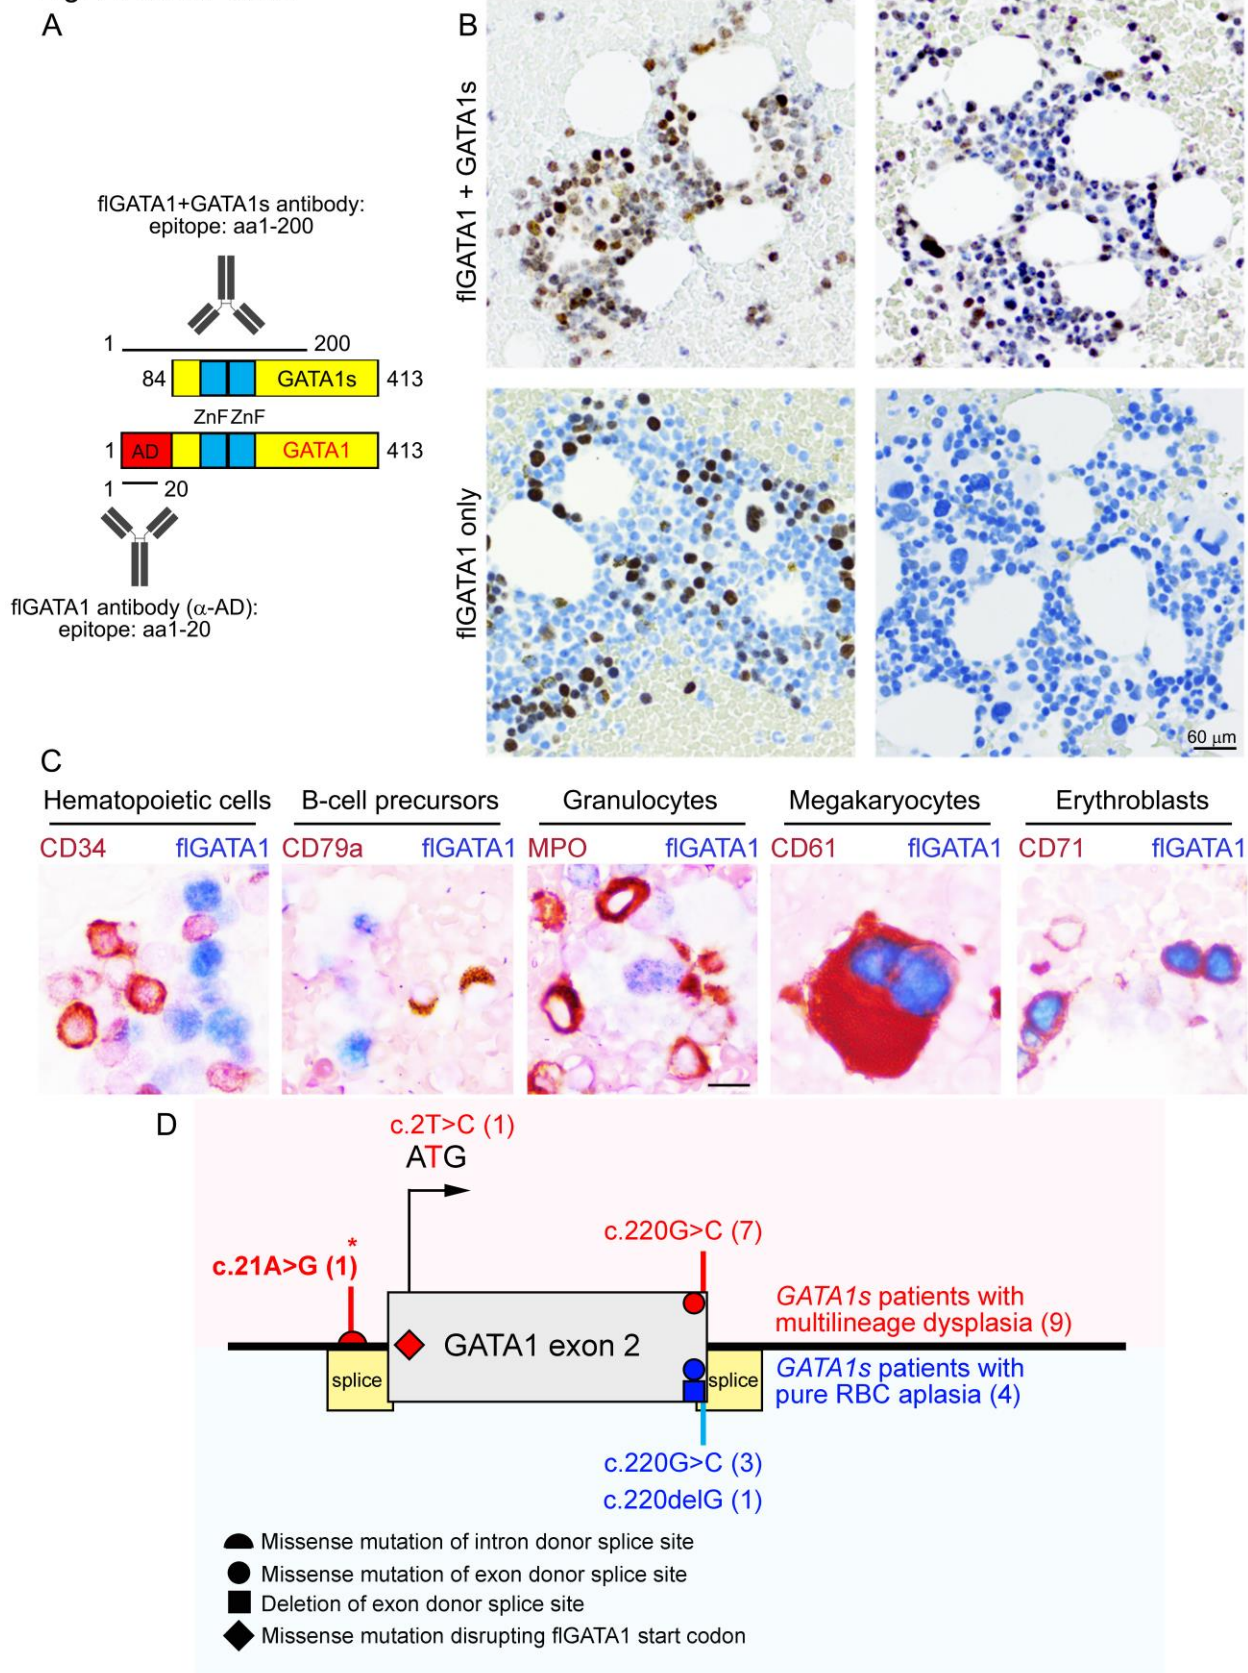 A
flGATA1+GATA1s antibody:
epitope: aa1-200
1 200
84 GATA1s 413
ZnF ZnF
1 AD GATA1 413
1 20
flGATA1 antibody (α-AD):
epitope: aa1-20
B
flGATA1 + GATA1s
flGATA1 only
60 µm
C
Hematopoietic cells B-cell precursors Granulocytes Megakaryocytes Erythroblasts
CD34 flGATA1 CD79a flGATA1 MPO flGATA1 CD61 flGATA1 CD71 flGATA1
D
c.2T>C (1)
ATG
c.220G>C (7)
*
c.21A>G (1)
GATA1s patients with
multilineage dysplasia (9)
GATA1 exon 2
splice
splice
GATA1s patients with
pure RBC aplasia (4)
c.220G>C (3)
c.220delG (1)
Missense mutation of intron donor splice site
Missense mutation of exon donor splice site
Deletion of exon donor splice site
Missense mutation disrupting flGATA1 start codon